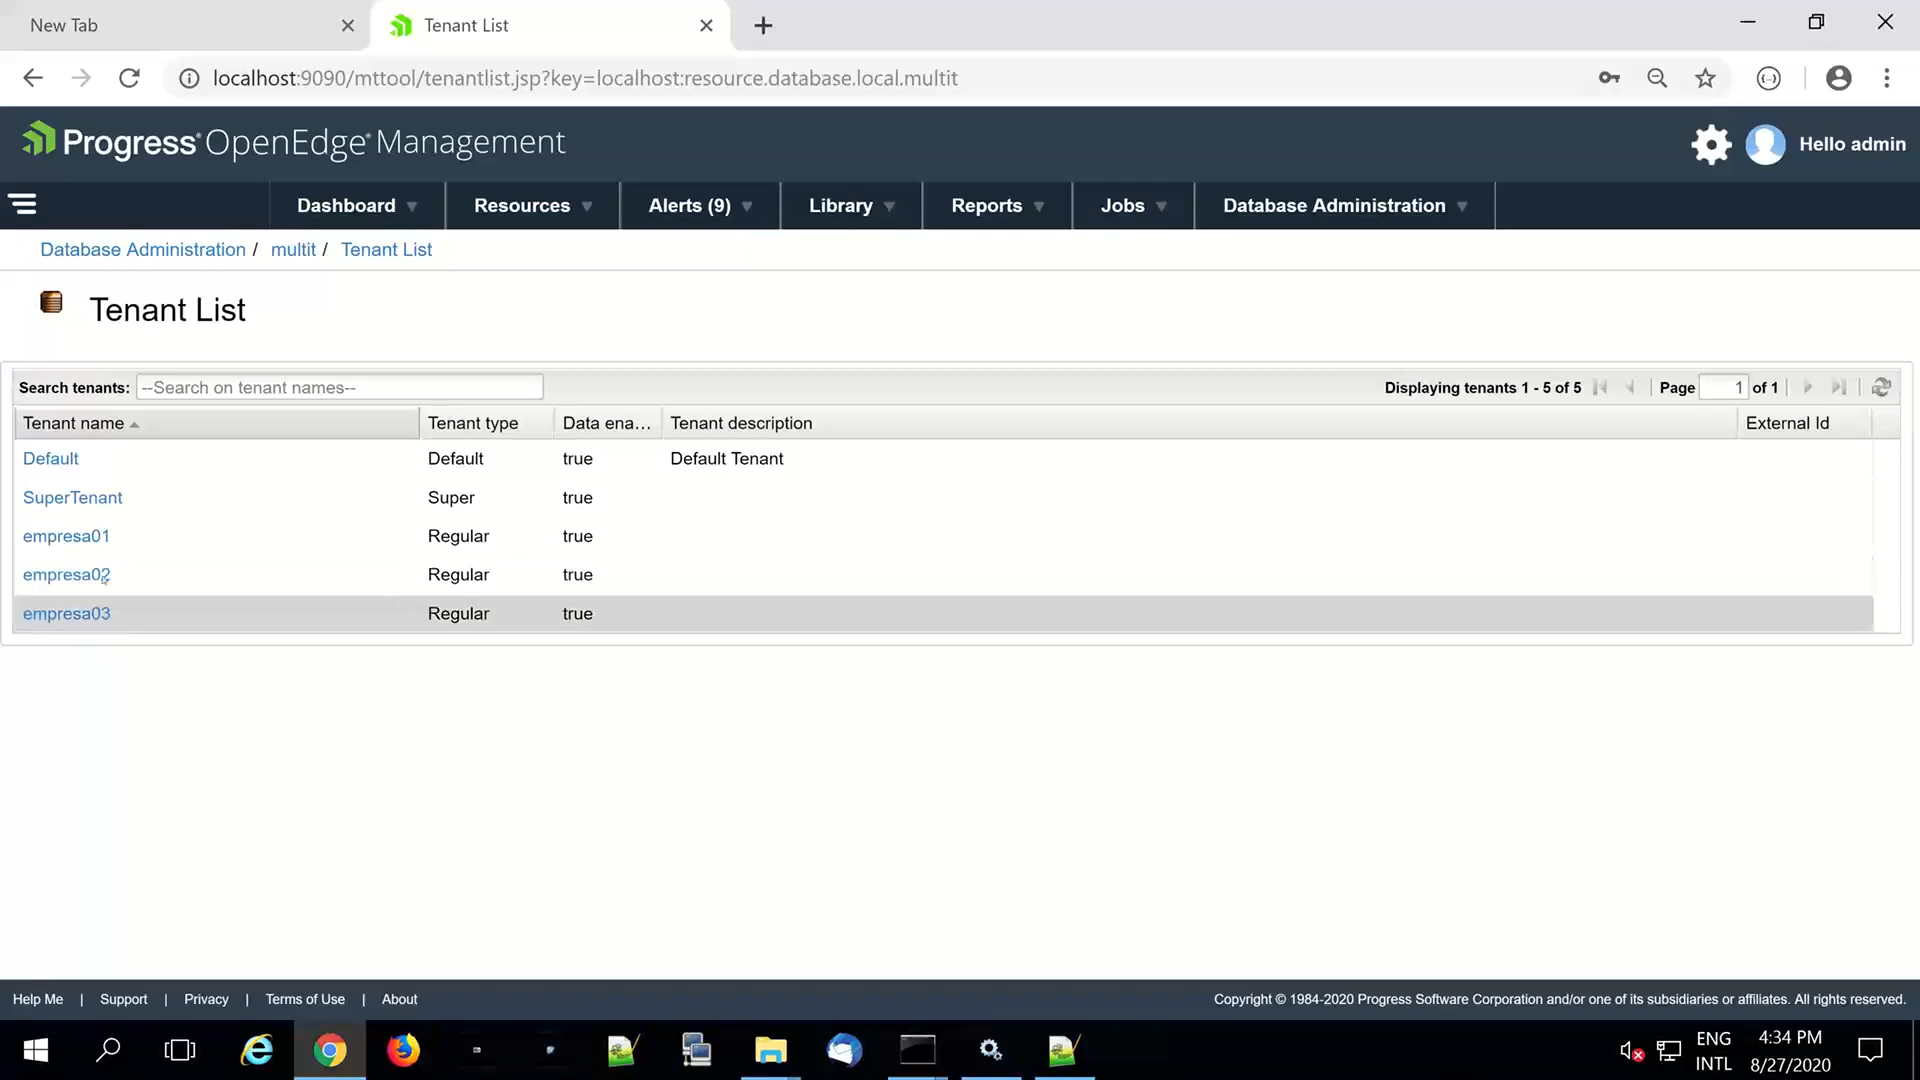 New Tab
Tenant List
localhost:9090/mttool/tenantlist.jsp?key=localhost:resource.database.local.multit
Progress OpenEdge Management
Hello admin
Dashboard Resources Alerts (9) Library Reports Jobs Database Administration
Database Administration / multit / Tenant List
Tenant List
Search tenants: --Search on tenant names-- Displaying tenants 1 - 5 of 5 Page 1 of 1
Tenant name Tenant type Data ena... Tenant description External Id
Default Default true Default Tenant
SuperTenant Super true
empresa01 Regular true
empresa02 Regular true
empresa03 Regular true
Help Me | Support | Privacy | Terms of Use | About
Copyright © 1984-2020 Progress Software Corporation and/or one of its subsidiaries or affiliates. All rights reserved.
ENG 4:34 PM
INTL 8/27/2020